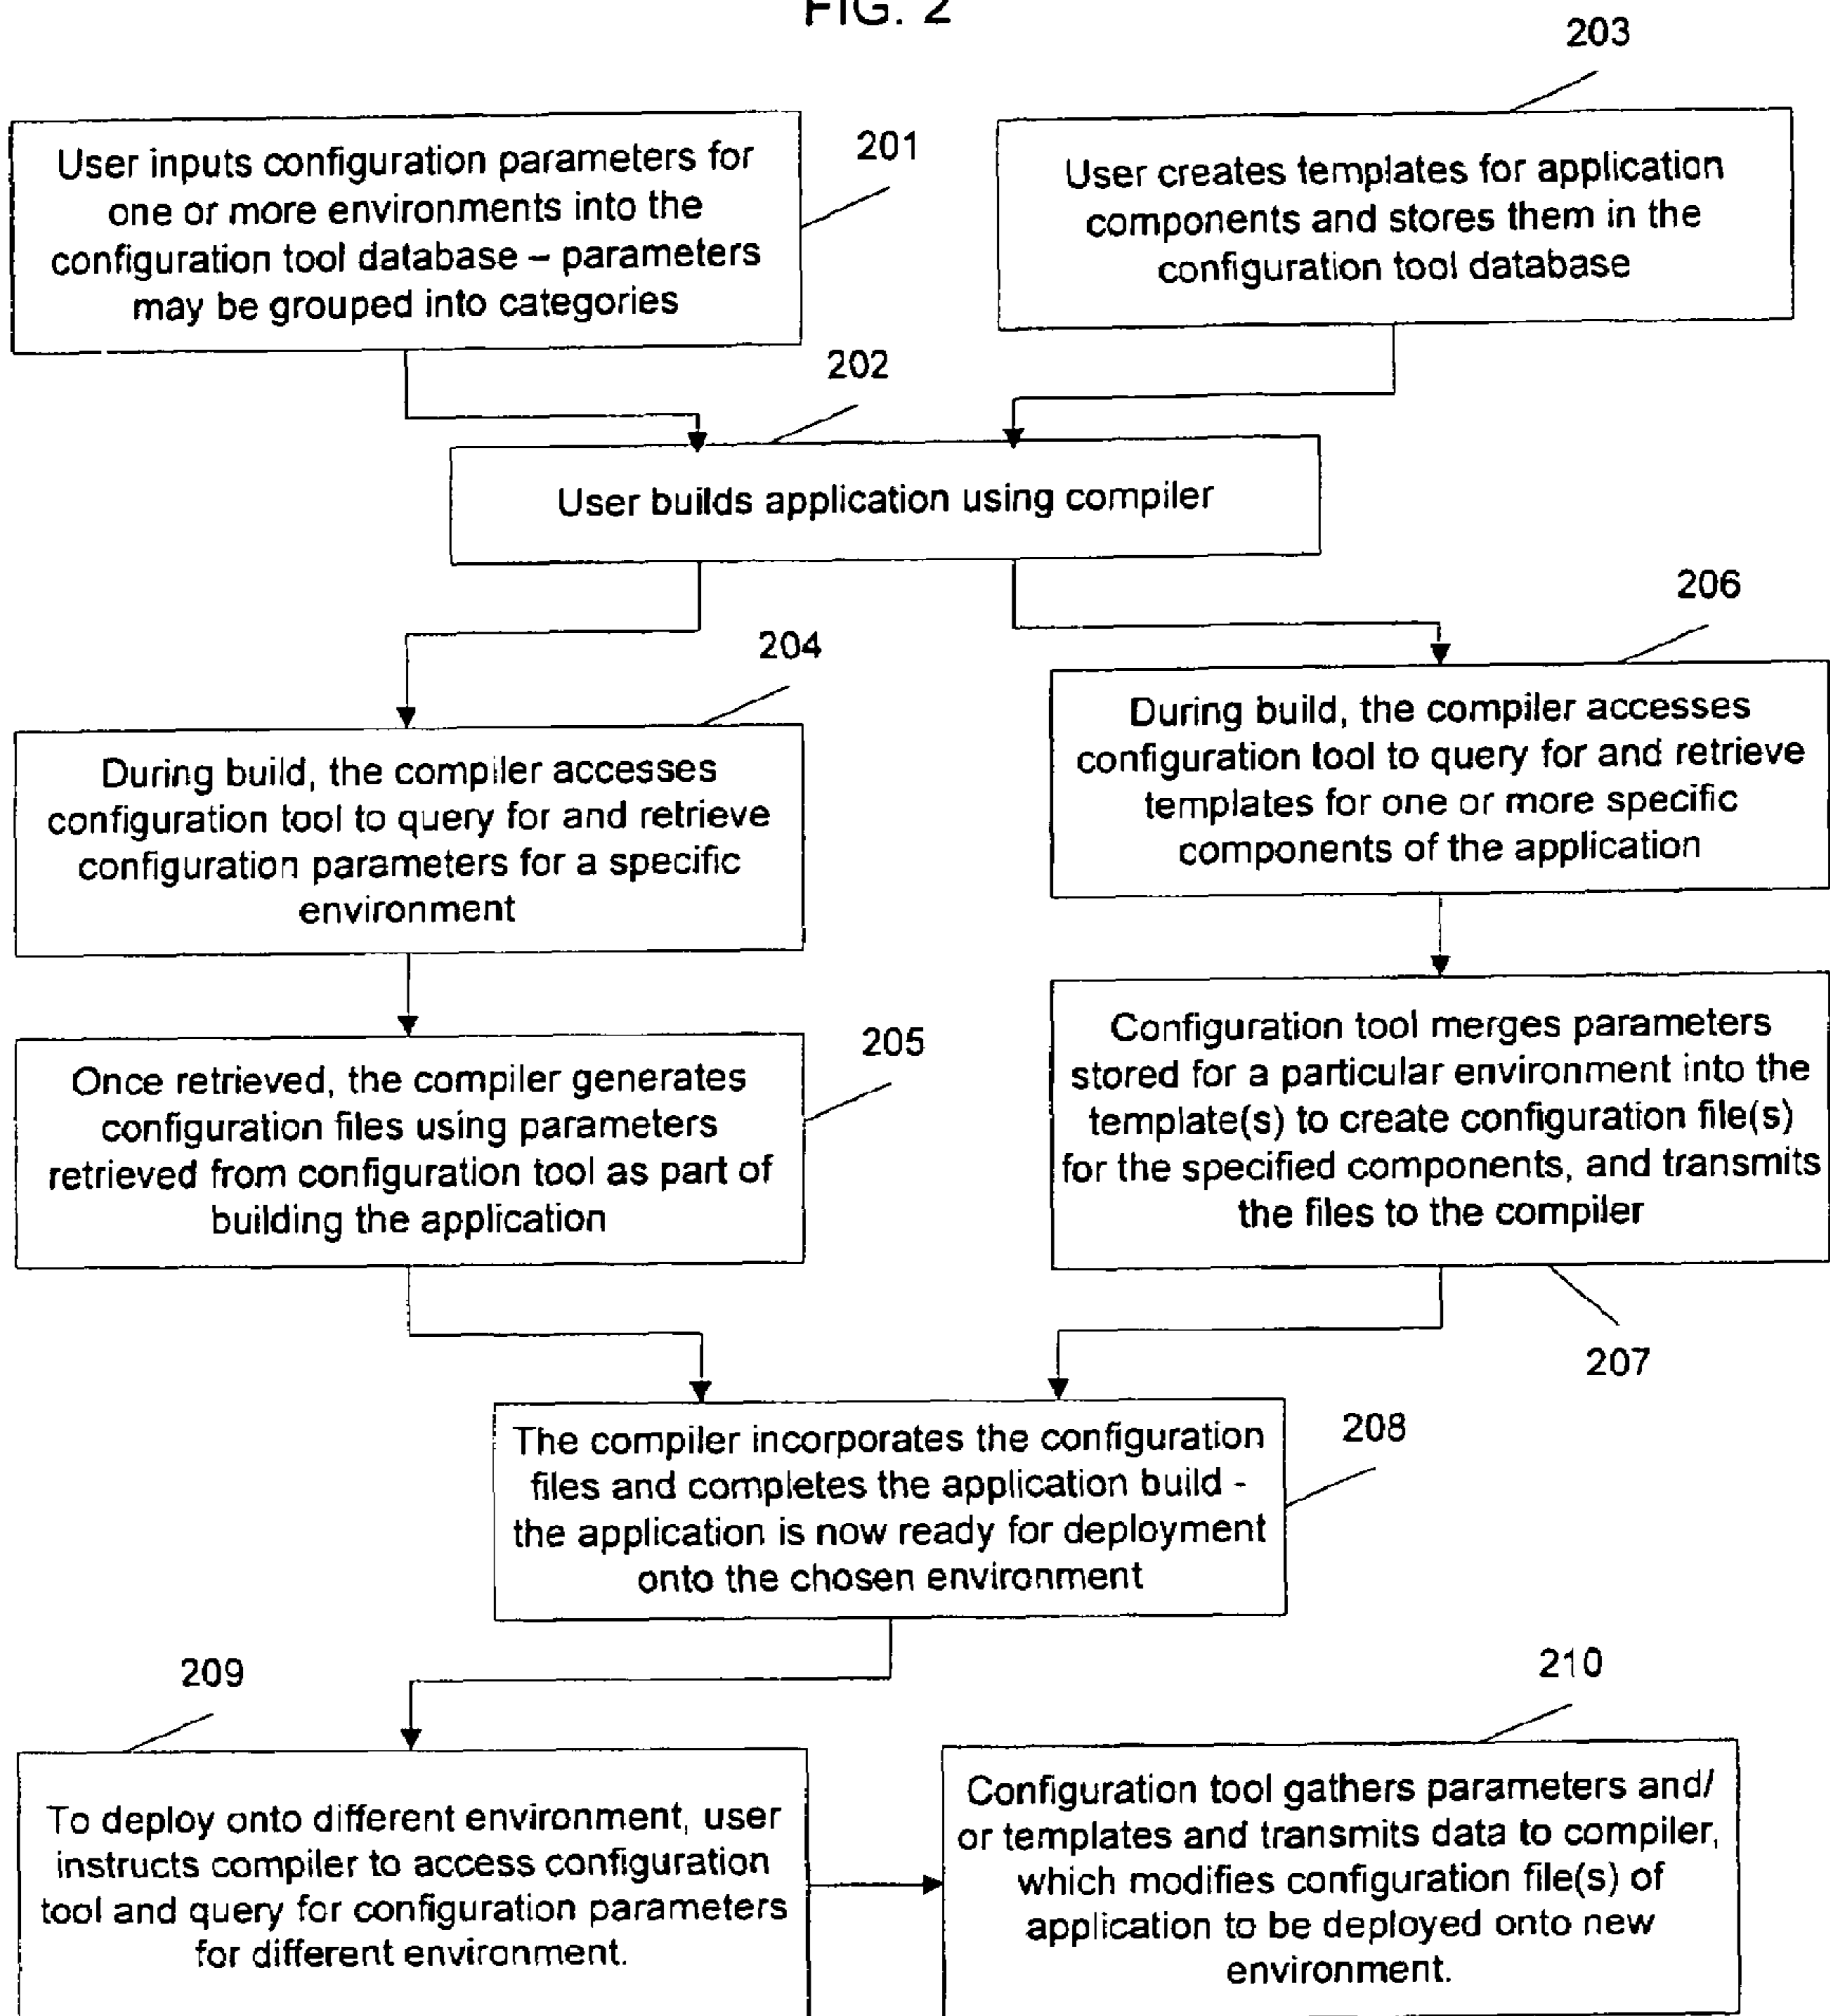 FIG. 2
203
User inputs configuration parameters for
one or more environments into the
configuration tool database – parameters
may be grouped into categories
201
User creates templates for application
components and stores them in the
configuration tool database
202
User builds application using compiler
204
206
During build, the compiler accesses
configuration tool to query for and retrieve
configuration parameters for a specific
environment
During build, the compiler accesses
configuration tool to query for and retrieve
templates for one or more specific
components of the application
Once retrieved, the compiler generates
configuration files using parameters
retrieved from configuration tool as part of
building the application
205
Configuration tool merges parameters
stored for a particular environment into the
template(s) to create configuration file(s)
for the specified components, and transmits
the files to the compiler
207
The compiler incorporates the configuration
files and completes the application build -
the application is now ready for deployment
onto the chosen environment
208
209
210
To deploy onto different environment, user
instructs compiler to access configuration
tool and query for configuration parameters
for different environment.
Configuration tool gathers parameters and/
or templates and transmits data to compiler,
which modifies configuration file(s) of
application to be deployed onto new
environment.